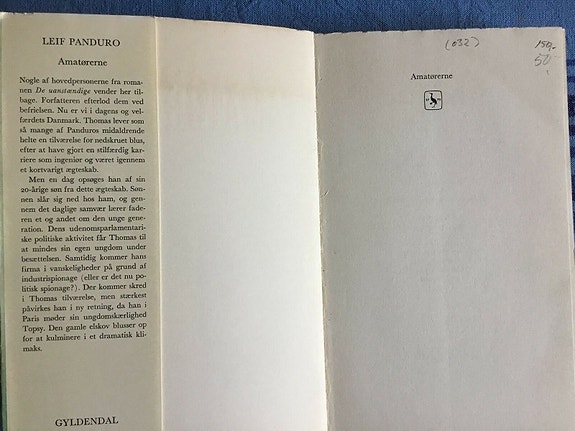 LEIF PANDURO
Amatørerne
Nogle af hovedpersonerne fra roma-
nen De uanstændige vender her til-
bage. Forfatteren efterlod dem ved
befrielsen. Nu er vi i dagens og vel-
færdets Danmark. Thomas lever som
så mange af Panduros midaldrende
helte en tilværelse for nedskruet blus,
efter at have gjort en stilfærdig kar-
riere som ingeniør og været igennem
et kortvarigt ægteskab.
Men en dag opsøges han af sin
20-årige søn fra dette ægteskab. Søn-
nen slår sig ned hos ham, og gen-
nem det daglige samvær lærer fade-
ren et og andet om den unge gene-
ration. Dens udenomsparlamentari-
ske politiske aktivitet får Thomas til
at mindes sin egen ungdom under
besættelsen. Samtidig kommer hans
firma i vanskeligheder på grund af
industrispionage (eller er det nu po-
litisk spionage?). Der kommer skred
i Thomas tilværelse, men stærkest
påvirkes han i ny retning, da han i
Paris møder sin ungdomskærlighed
Topsy. Den gamle elskov blusser op
for at kulminere i et dramatisk kli-
maks.
GYLDENDAL
(032)
150,-
50
Amatørerne